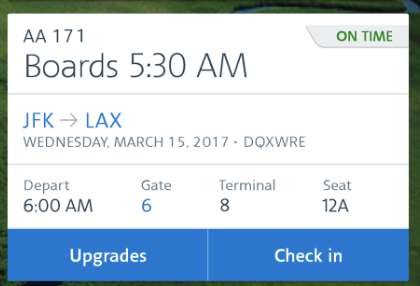 AA 171
ON TIME
Boards 5:30 AM
JFK → LAX
WEDNESDAY, MARCH 15, 2017 • DQXWRE
Depart Gate Terminal Seat
6:00 AM 6 8 12A
Upgrades Check in